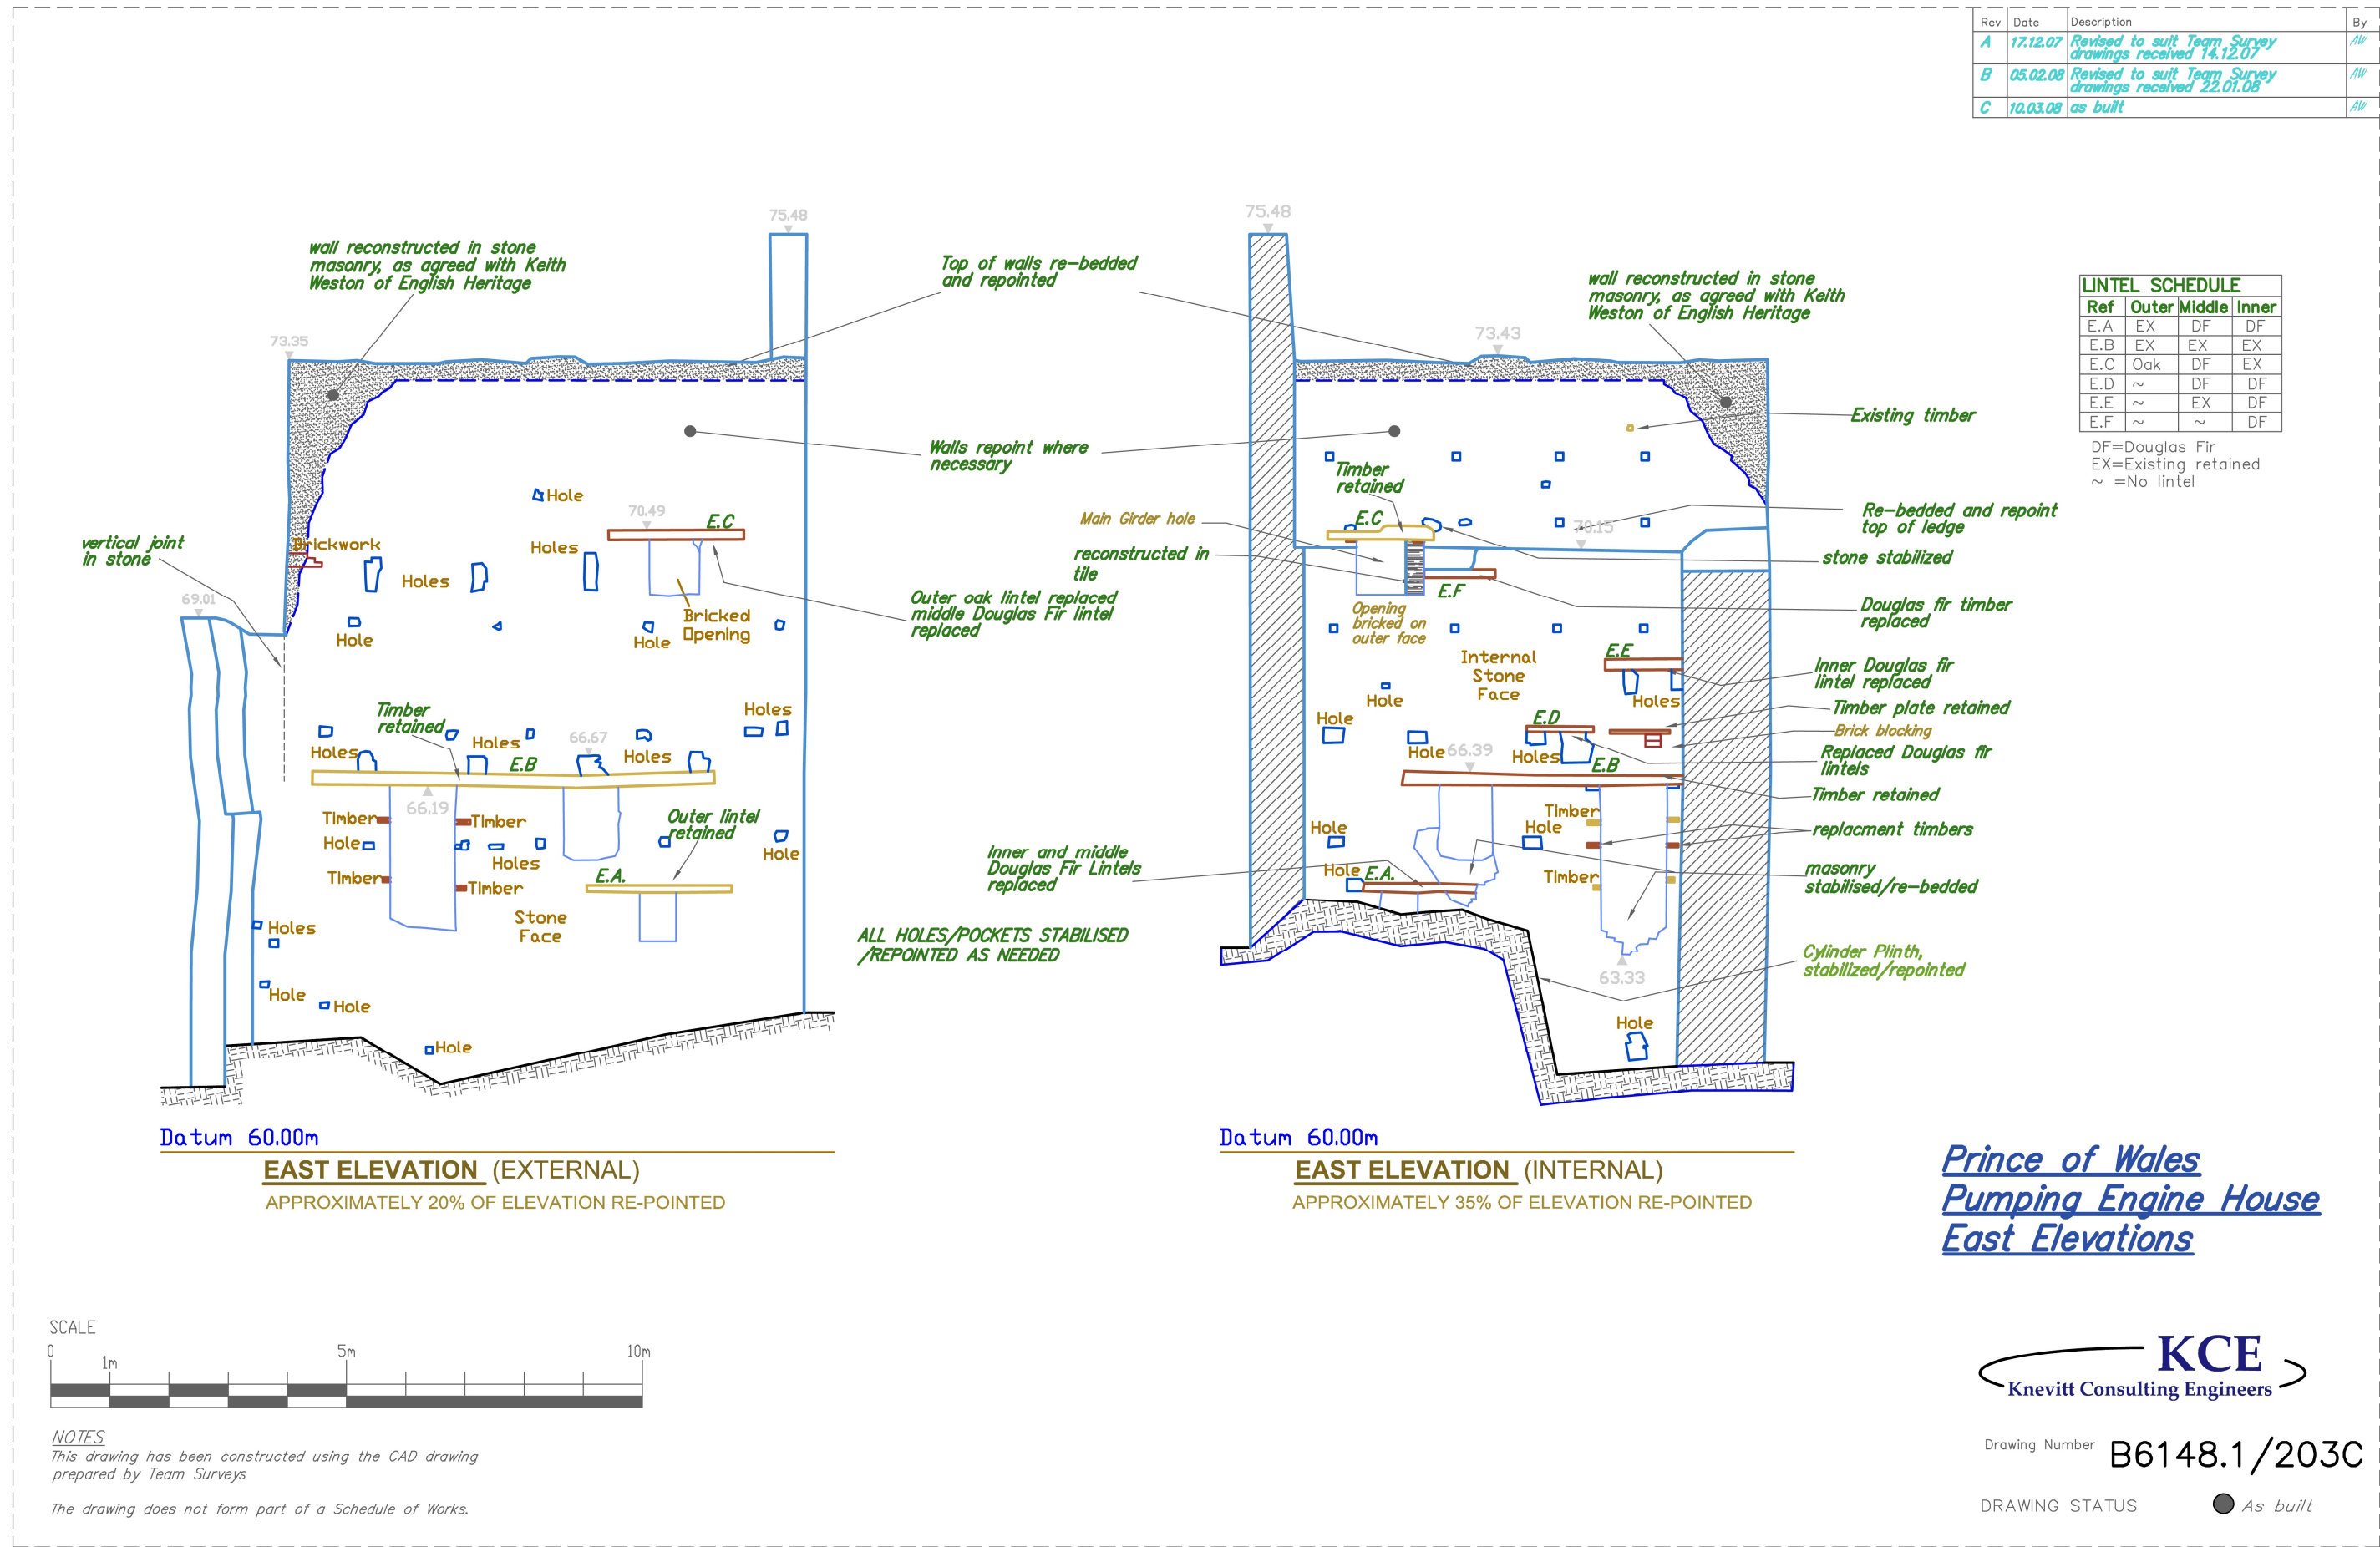 Rev Date Description By
A 17.12.07 Revised to suit Team Survey AW
drawings received 14.12.07
B 05.02.08 Revised to suit Team Survey AW
drawings received 22.01.08
C 10.03.08 as built AW
75.48
wall reconstructed in stone
masonry, as agreed with Keith
Weston of English Heritage
73.35
Top of walls re-bedded
and repointed
Walls repoint where
necessary
Hole
70.49
E.C
Brickwork
vertical joint
in stone
Holes
Holes
69.01
Hole
Hole
Bricked
Opening
Outer oak lintel replaced
middle Douglas Fir lintel
replaced
Timber
retained
Holes
Holes
Holes
66.67
Holes
E.B
66.19
Timber
Timber
Hole
Holes
Timber
Timber
Outer lintel
retained
Hole
E.A.
Stone
Face
Holes
Hole
Hole
Hole
ALL HOLES/POCKETS STABILISED
/REPOINTED AS NEEDED
Datum 60.00m
EAST ELEVATION (EXTERNAL)
APPROXIMATELY 20% OF ELEVATION RE-POINTED
75.48
73.43
wall reconstructed in stone
masonry, as agreed with Keith
Weston of English Heritage
Existing timber
Timber
retained
Main Girder hole
E.C
70.15
Re-bedded and repoint
top of ledge
stone stabilized
reconstructed in
tile
E.F
Opening
bricked on
outer face
Douglas fir timber
replaced
Internal
Stone
Face
E.E
Inner Douglas fir
lintel replaced
Hole
Holes
Timber plate retained
Hole
E.D
Brick blocking
Hole
66.39
Holes
E.B
Replaced Douglas fir
lintels
Timber retained
Timber
Hole
Hole
replacment timbers
Inner and middle
Douglas Fir Lintels
replaced
Hole
E.A.
Timber
masonry
stabilised/re-bedded
Cylinder Plinth,
stabilized/repointed
63.33
Hole
Datum 60.00m
EAST ELEVATION (INTERNAL)
APPROXIMATELY 35% OF ELEVATION RE-POINTED
LINTEL SCHEDULE
Ref Outer Middle Inner
E.A EX DF DF
E.B EX EX EX
E.C Oak DF EX
E.D ~ DF DF
E.E ~ EX DF
E.F ~ ~ DF
DF=Douglas Fir
EX=Existing retained
~ =No lintel
Prince of Wales
Pumping Engine House
East Elevations
SCALE
0 1m 5m 10m
NOTES
This drawing has been constructed using the CAD drawing
prepared by Team Surveys
The drawing does not form part of a Schedule of Works.
KCE
Knevitt Consulting Engineers
Drawing Number B6148.1/203C
DRAWING STATUS As built